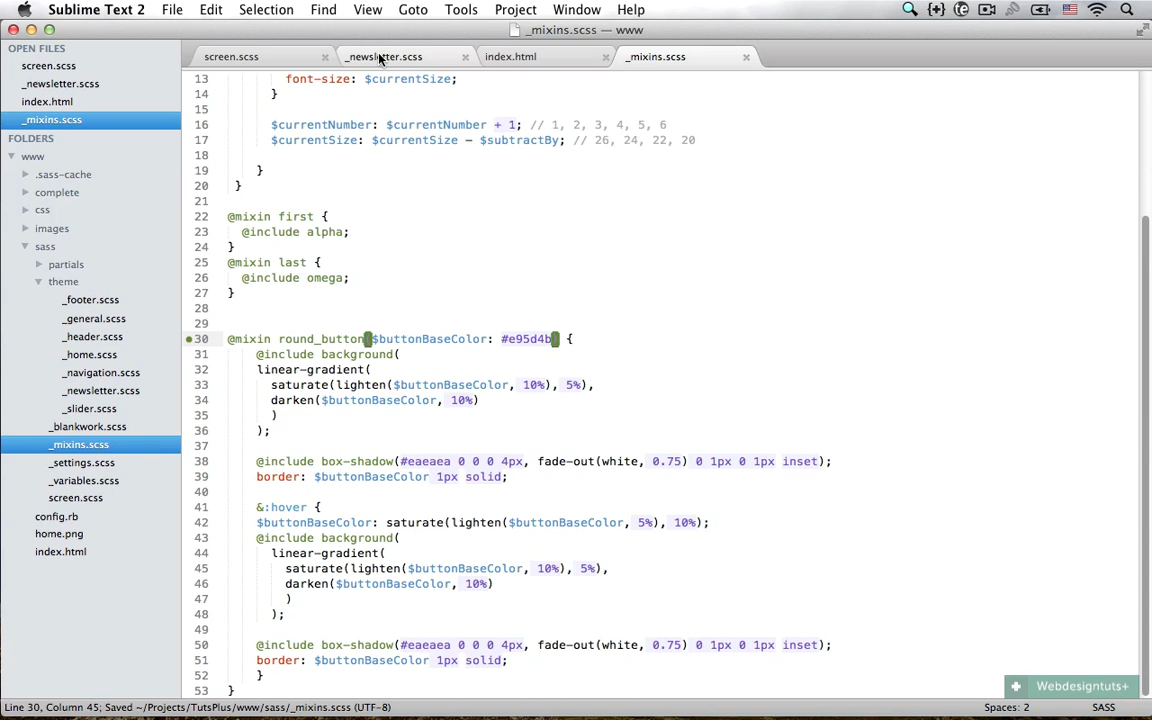 Sublime Text 2 File Edit Selection Find View Goto Tools Project Window Help
_mixins.scss — www
OPEN FILES
screen.scss
_newsletter.scss
index.html
_mixins.scss
FOLDERS
www
.sass-cache
complete
css
images
sass
partials
theme
_footer.scss
_general.scss
_header.scss
_home.scss
_navigation.scss
_newsletter.scss
_slider.scss
_blankwork.scss
_mixins.scss
_settings.scss
_variables.scss
screen.scss
config.rb
home.png
index.html
screen.scss _newsletter.scss index.html _mixins.scss
13 font-size: $currentSize;
14 }
15
16 $currentNumber: $currentNumber + 1; // 1, 2, 3, 4, 5, 6
17 $currentSize: $currentSize - $subtractBy; // 26, 24, 22, 20
18
19 }
20 }
21
22 @mixin first {
23 @include alpha;
24 }
25 @mixin last {
26 @include omega;
27 }
28
29
30 @mixin round_button($buttonBaseColor: #e95d4b) {
31 @include background(
32 linear-gradient(
33 saturate(lighten($buttonBaseColor, 10%), 5%),
34 darken($buttonBaseColor, 10%)
35 )
36 );
37
38 @include box-shadow(#eaeaea 0 0 0 4px, fade-out(white, 0.75) 0 1px 0 1px inset);
39 border: $buttonBaseColor 1px solid;
40
41 &:hover {
42 $buttonBaseColor: saturate(lighten($buttonBaseColor, 5%), 10%);
43 @include background(
44 linear-gradient(
45 saturate(lighten($buttonBaseColor, 10%), 5%),
46 darken($buttonBaseColor, 10%)
47 )
48 );
49
50 @include box-shadow(#eaeaea 0 0 0 4px, fade-out(white, 0.75) 0 1px 0 1px inset);
51 border: $buttonBaseColor 1px solid;
52 }
53 }
Webdesigntuts+
Line 30, Column 45; Saved ~/Projects/TutsPlus/www/sass/_mixins.scss (UTF-8) Spaces: 2 SASS